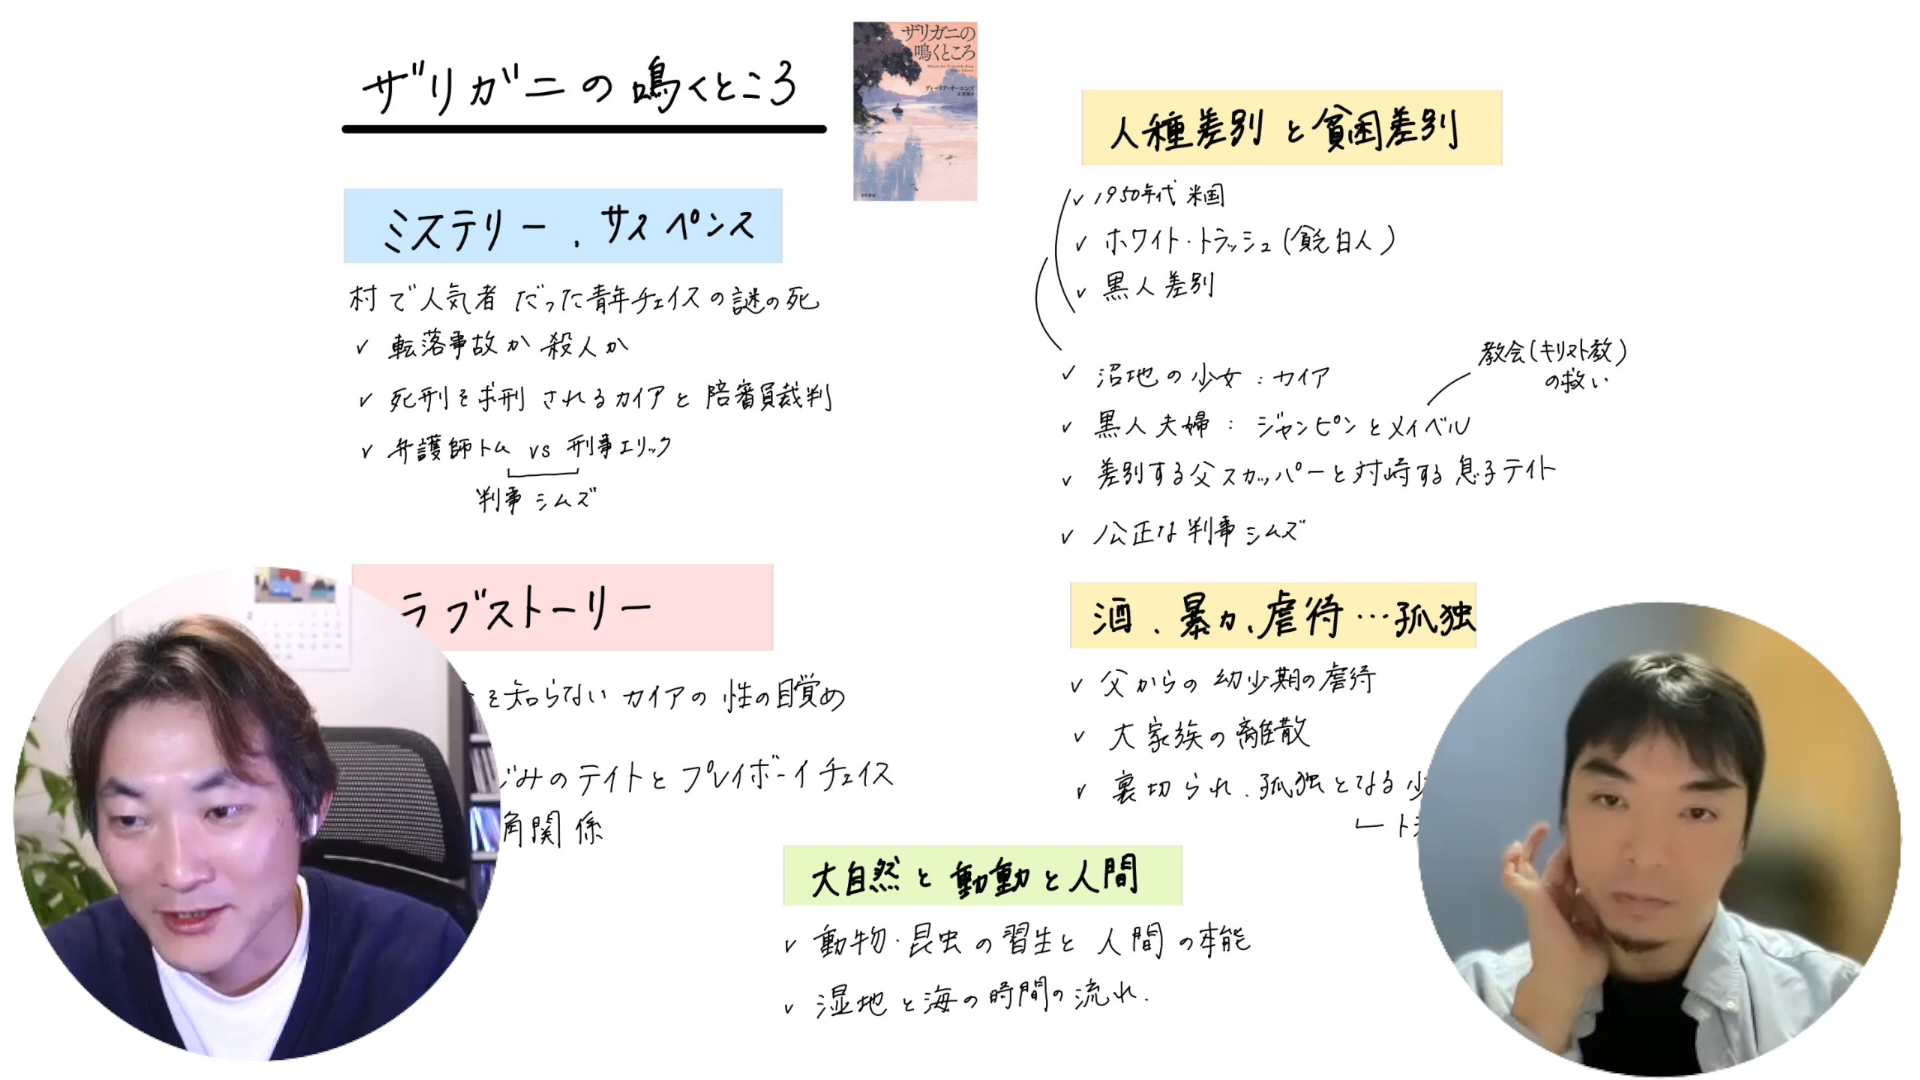 ザリガニの鳴くところ
ザリガニの
鳴くところ
ディーリア・オーエンズ
ミステリー、サスペンス
村で人気者だった青年チェイスの謎の死
✓ 転落事故か殺人か
✓ 死刑を求刑されるカイアと陪審員裁判
✓ 弁護師トム vs 刑事エリック
判事シムズ
ラブストーリー
を知らないカイアの性の目覚め
じみのテイトとプレイボーイチェイス
角関係
人種差別と貧困差別
✓ 1950年代米国
✓ ホワイト・トラッシュ(貧乏白人)
✓ 黒人差別
✓ 沼地の少女:カイア
教会(キリスト教)
の救い
✓ 黒人夫婦:ジャンピンとメイベル
✓ 差別する父スカッパーと対峙する息子テイト
✓ 公正な判事シムズ
酒、暴力、虐待…孤独
✓ 父からの幼少期の虐待
✓ 大家族の離散
✓ 裏切られ、孤独となる少
大自然と動動と人間
✓ 動物・昆虫の習生と人間の本能
✓ 湿地と海の時間の流れ.